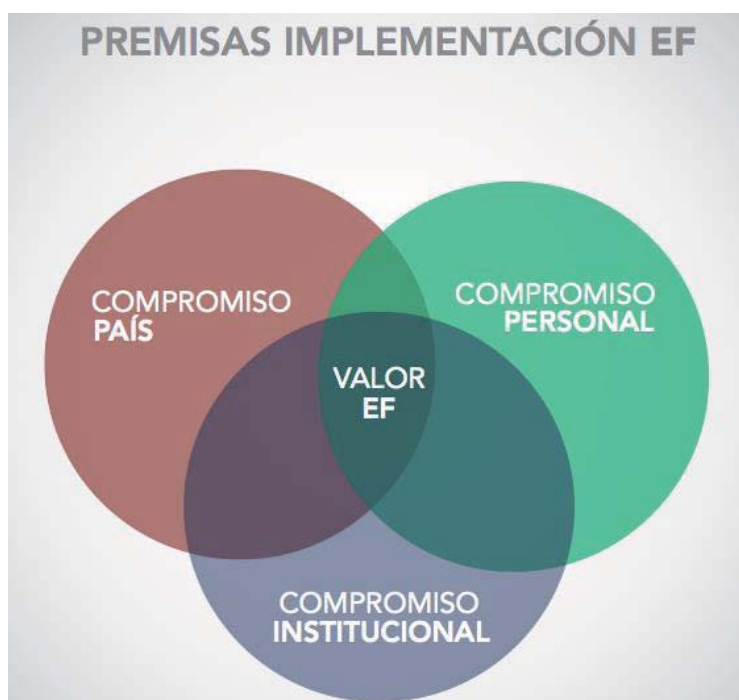 PREMISAS IMPLEMENTACIÓN EF
COMPROMISO
PAÍS
COMPROMISO
PERSONAL
VALOR
EF
COMPROMISO
INSTITUCIONAL